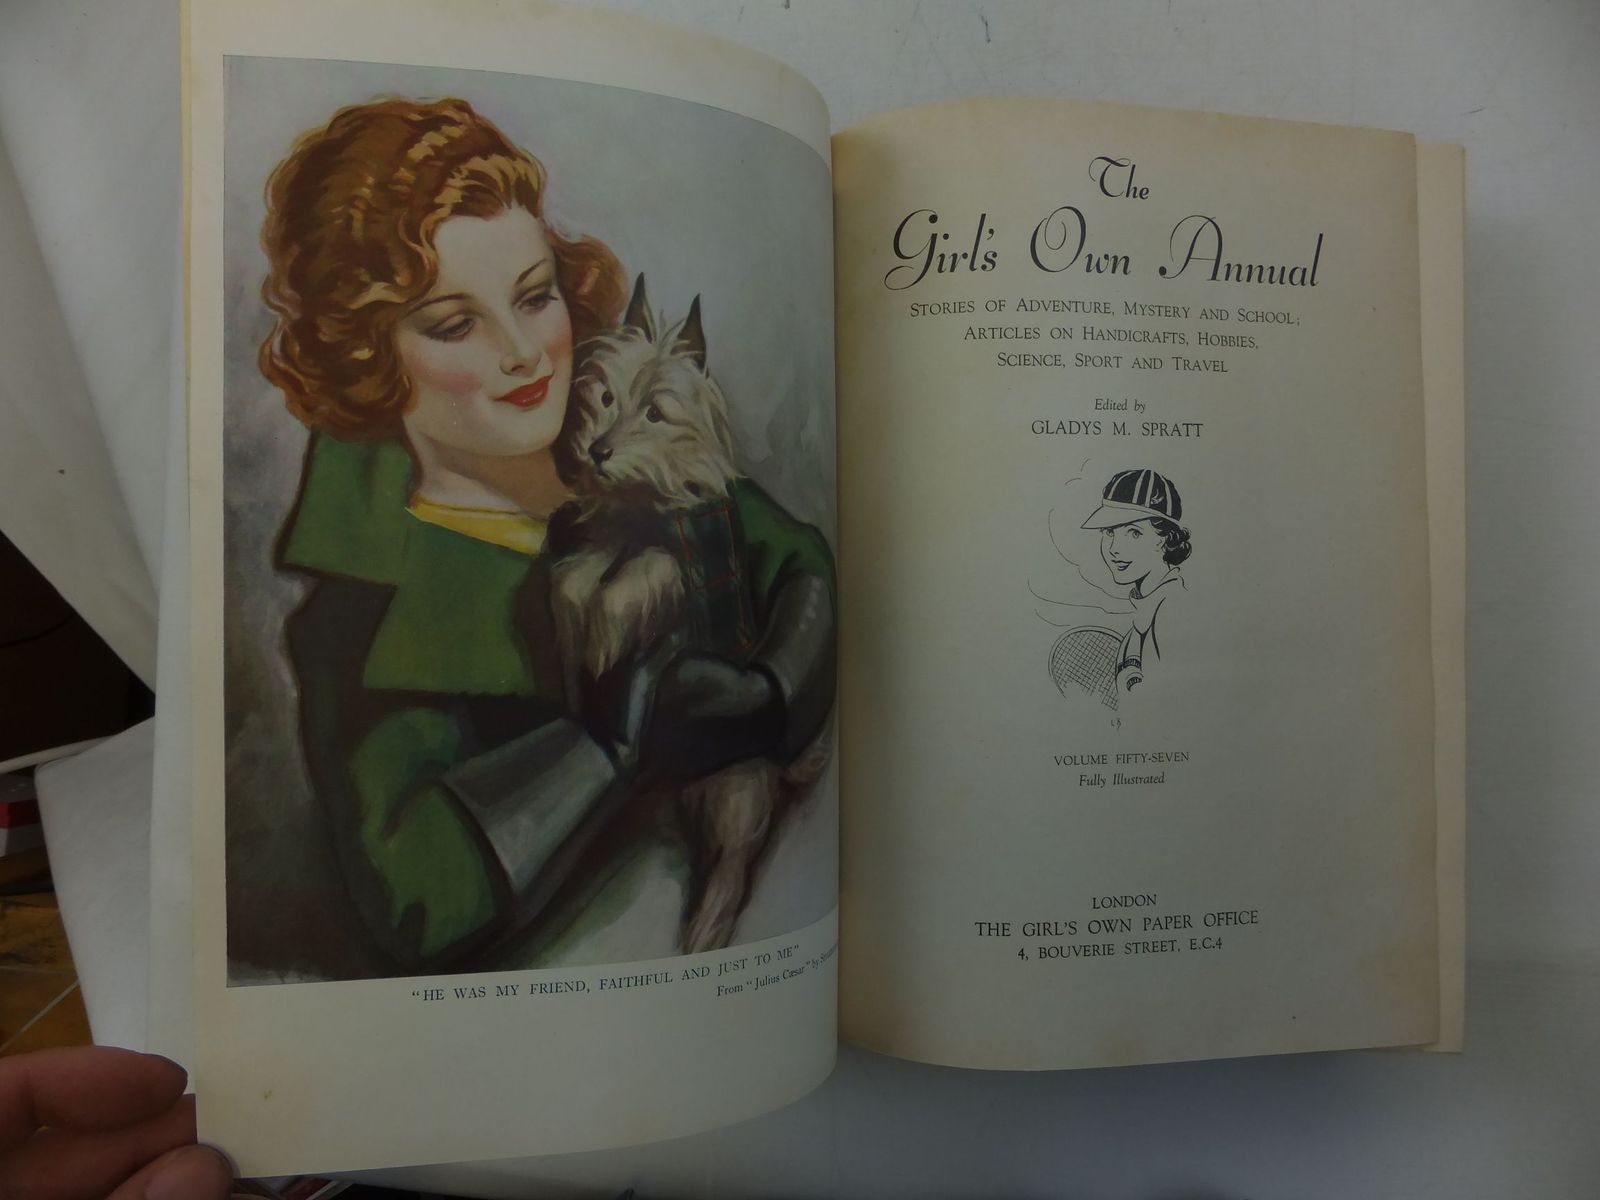 "HE WAS MY FRIEND, FAITHFUL AND JUST TO ME"
From "Julius Cæsar" by
The
Girl's Own Annual
STORIES OF ADVENTURE, MYSTERY AND SCHOOL;
ARTICLES ON HANDICRAFTS, HOBBIES,
SCIENCE, SPORT AND TRAVEL
Edited by
GLADYS M. SPRATT
VOLUME FIFTY-SEVEN
Fully Illustrated
LONDON
THE GIRL'S OWN PAPER OFFICE
4, BOUVERIE STREET, E.C.4